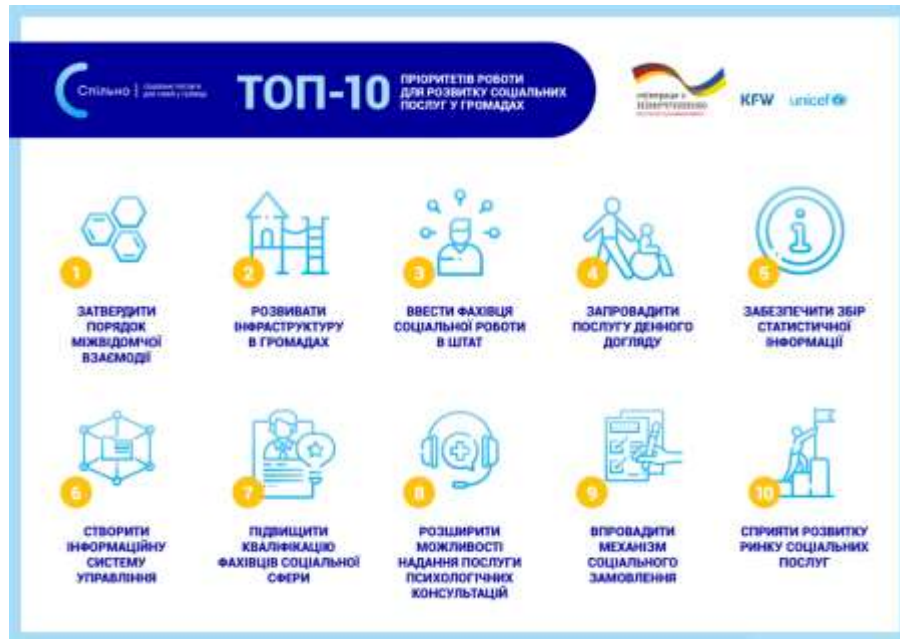 Спільно
ТОП-10
ПРІОРИТЕТІВ РОБОТИ
ДЛЯ РОЗВИТКУ СОЦІАЛЬНИХ
ПОСЛУГ У ГРОМАДАХ
KFW
unicef
1
ЗАТВЕРДИТИ
ПОРЯДОК
МІЖВІДОМЧОЇ
ВЗАЄМОДІЇ
2
РОЗВИВАТИ
ІНФРАСТРУКТУРУ
В ГРОМАДАХ
3
ВВЕСТИ ФАХІВЦЯ
СОЦІАЛЬНОЇ РОБОТИ
В ШТАТ
4
ЗАПРОВАДИТИ
ПОСЛУГУ ДЕННОГО
ДОГЛЯДУ
5
ЗАБЕЗПЕЧИТИ ЗБІР
СТАТИСТИЧНОЇ
ІНФОРМАЦІЇ
6
СТВОРИТИ
ІНФОРМАЦІЙНУ
СИСТЕМУ
УПРАВЛІННЯ
7
ПІДВИЩИТИ
КВАЛІФІКАЦІЮ
ФАХІВЦІВ СОЦІАЛЬНОЇ
СФЕРИ
8
РОЗШИРИТИ
МОЖЛИВОСТІ
НАДАННЯ ПОСЛУГИ
ПСИХОЛОГІЧНИХ
КОНСУЛЬТАЦІЙ
9
ВПРОВАДИТИ
МЕХАНІЗМ
СОЦІАЛЬНОГО
ЗАМОВЛЕННЯ
10
СПРИЯТИ РОЗВИТКУ
РИНКУ СОЦІАЛЬНИХ
ПОСЛУГ